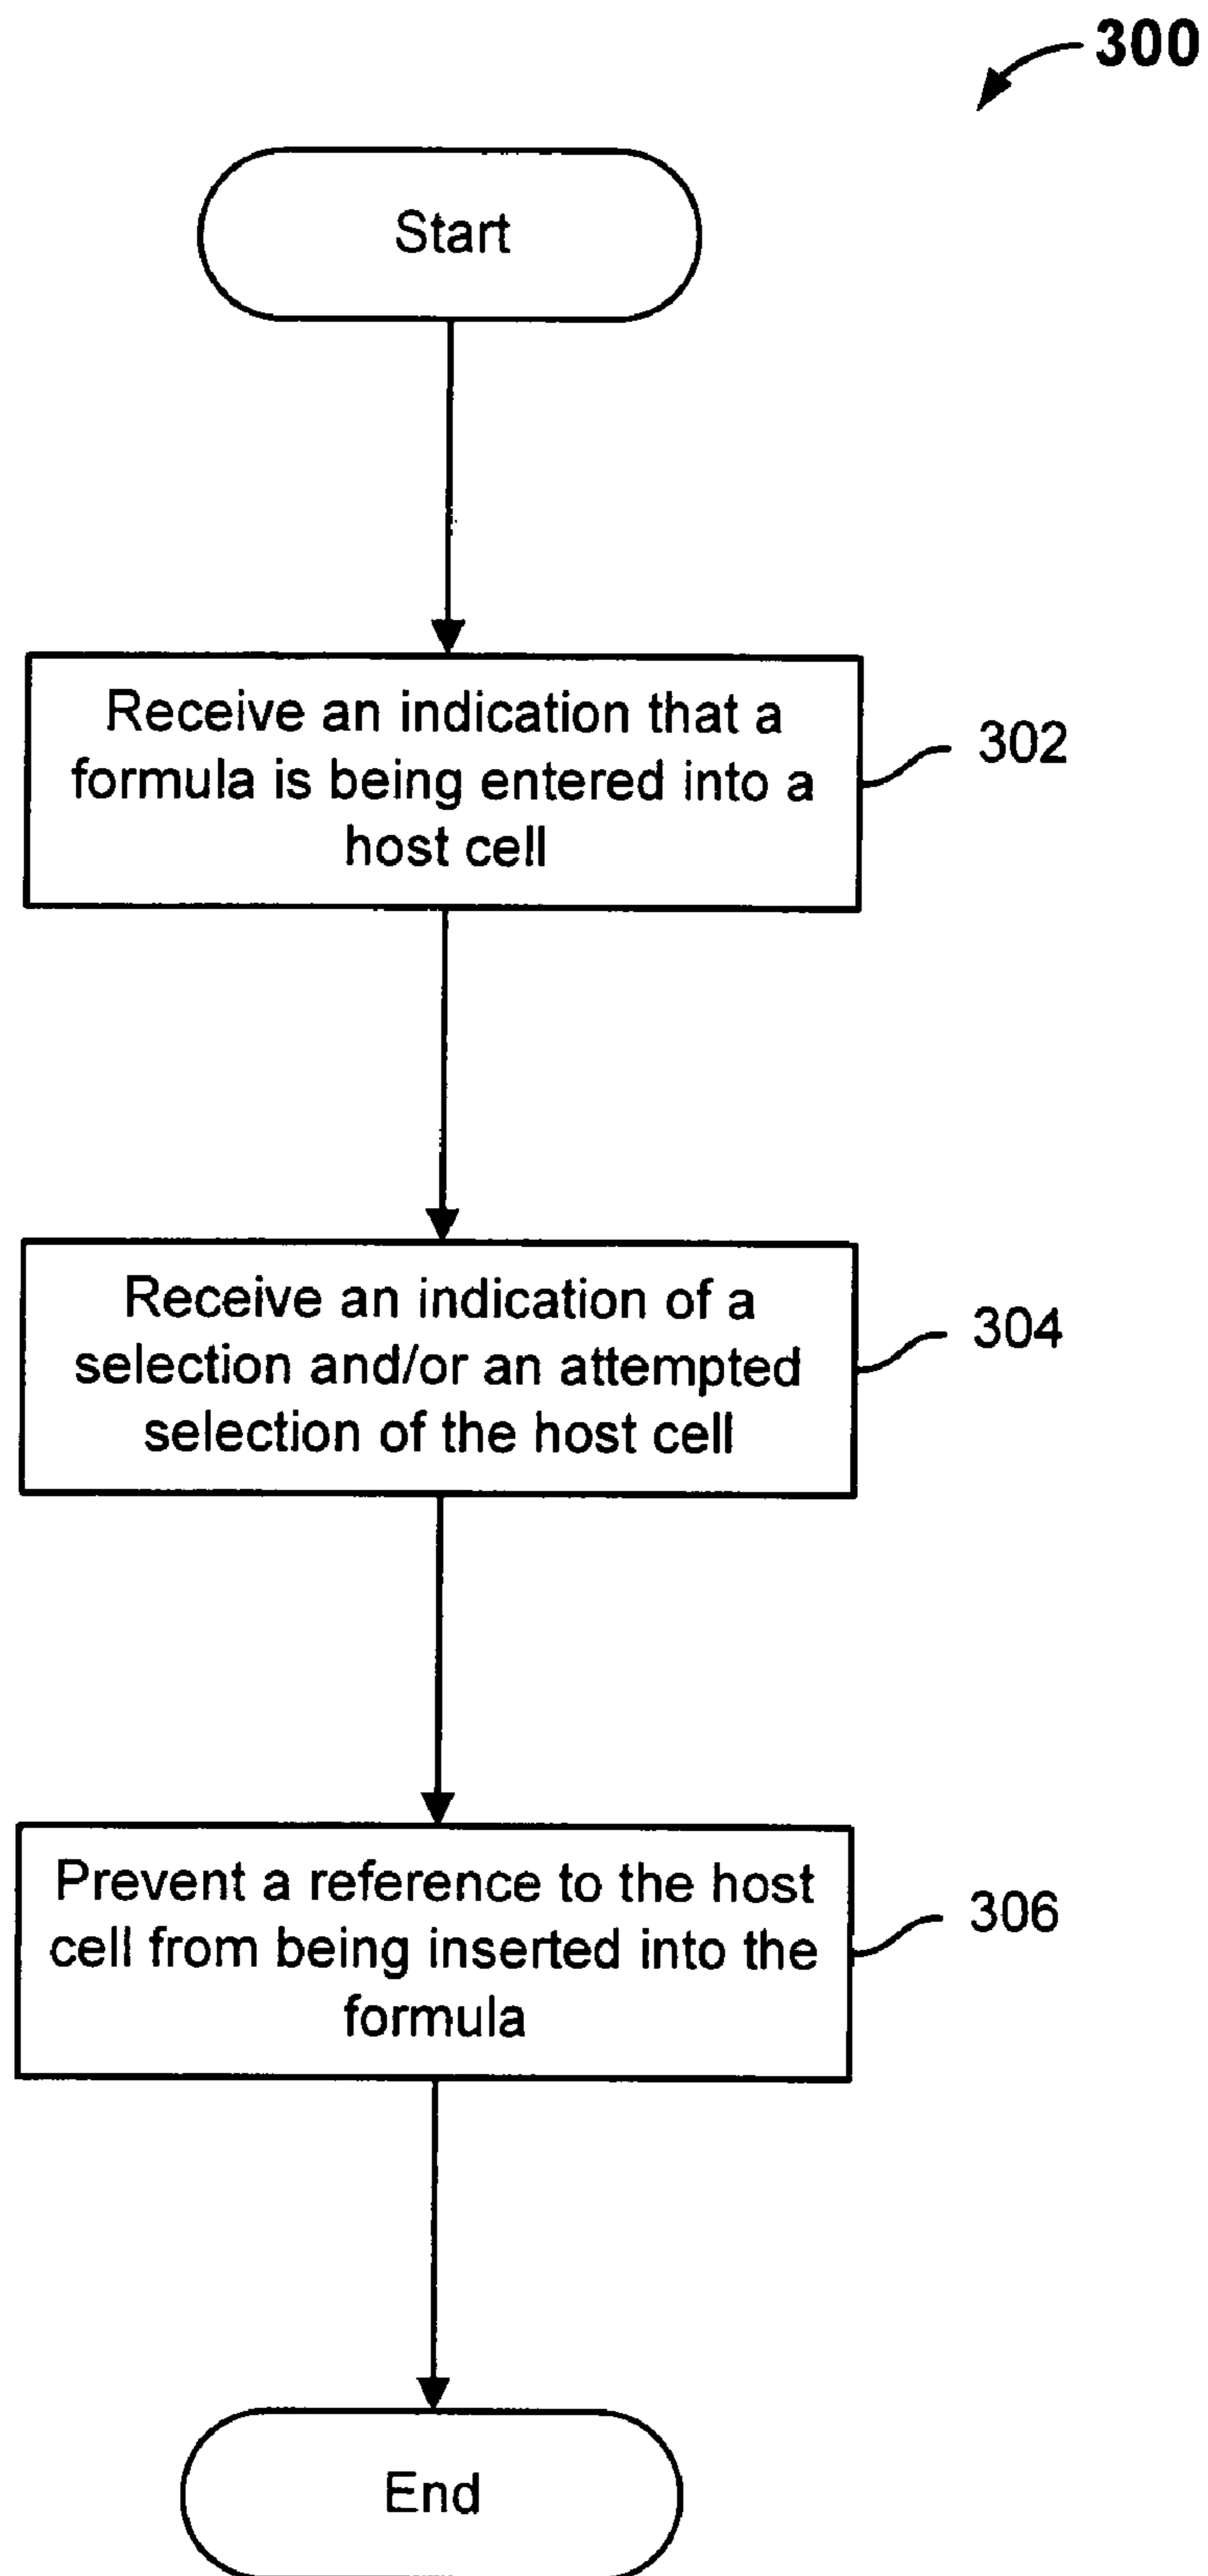 300
Start
Receive an indication that a
formula is being entered into a
host cell
302
Receive an indication of a
selection and/or an attempted
selection of the host cell
304
Prevent a reference to the host
cell from being inserted into the
formula
306
End